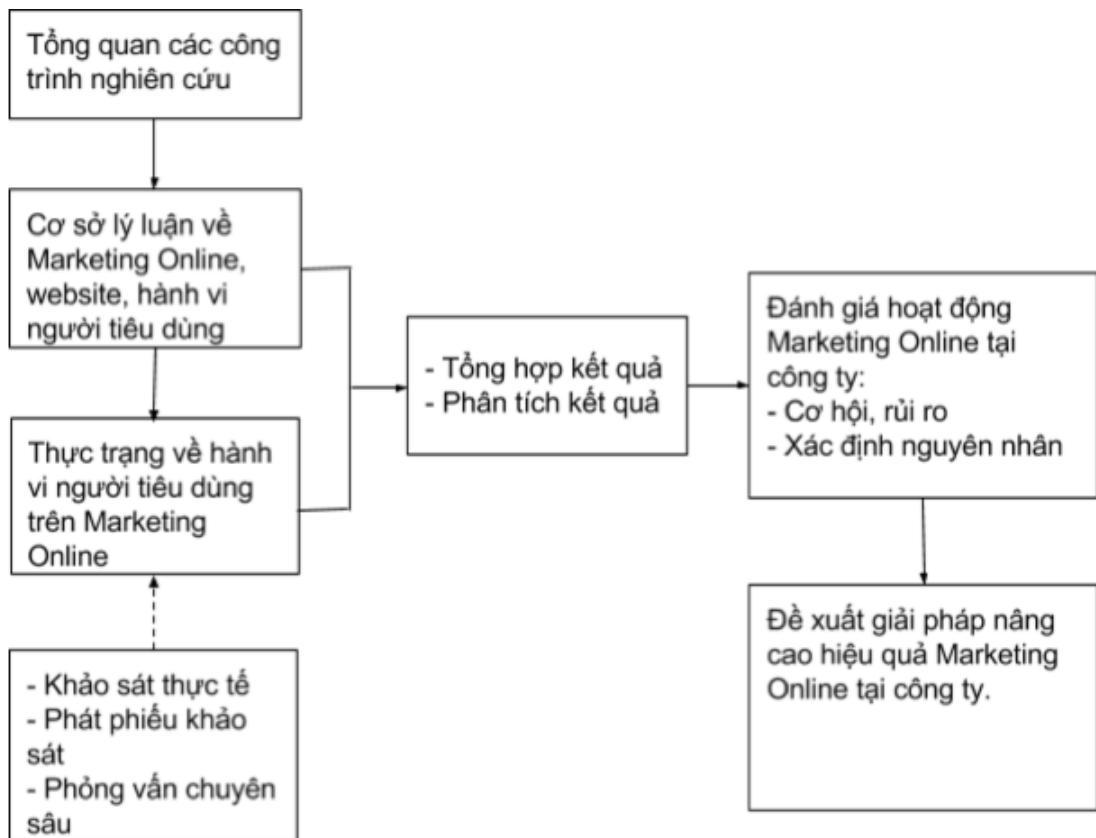 Tổng quan các công
trình nghiên cứu
Cơ sở lý luận về
Marketing Online,
website, hành vi
người tiêu dùng
Thực trạng về hành
vi người tiêu dùng
trên Marketing
Online
- Khảo sát thực tế
- Phát phiếu khảo
sát
- Phỏng vấn chuyên
sâu
- Tổng hợp kết quả
- Phân tích kết quả
Đánh giá hoạt động
Marketing Online tại
công ty:
- Cơ hội, rủi ro
- Xác định nguyên nhân
Đề xuất giải pháp nâng
cao hiệu quả Marketing
Online tại công ty.